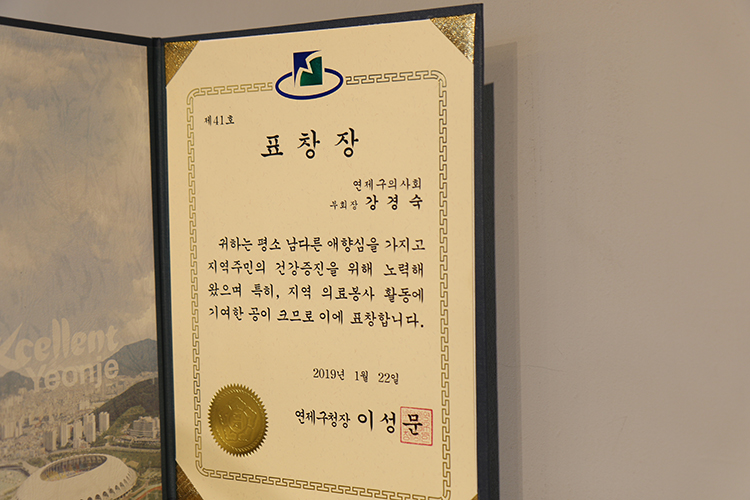 제41호
표창장
연제구의사회
부회장 강경숙
귀하는 평소 남다른 애향심을 가지고
지역주민의 건강증진을 위해 노력해
왔으며 특히, 지역 의료봉사 활동에
기여한 공이 크므로 이에 표창합니다.
2019년 1월 22일
연제구청장 이성문
xcellent
Yeonje